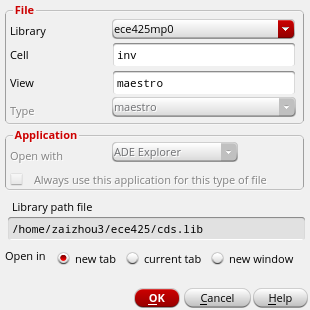 File
Library ece425mp0
Cell inv
View maestro
Type maestro
Application
Open with ADE Explorer
Always use this application for this type of file
Library path file
/home/zaizhou3/ece425/cds.lib
Open in new tab current tab new window
OK Cancel Help